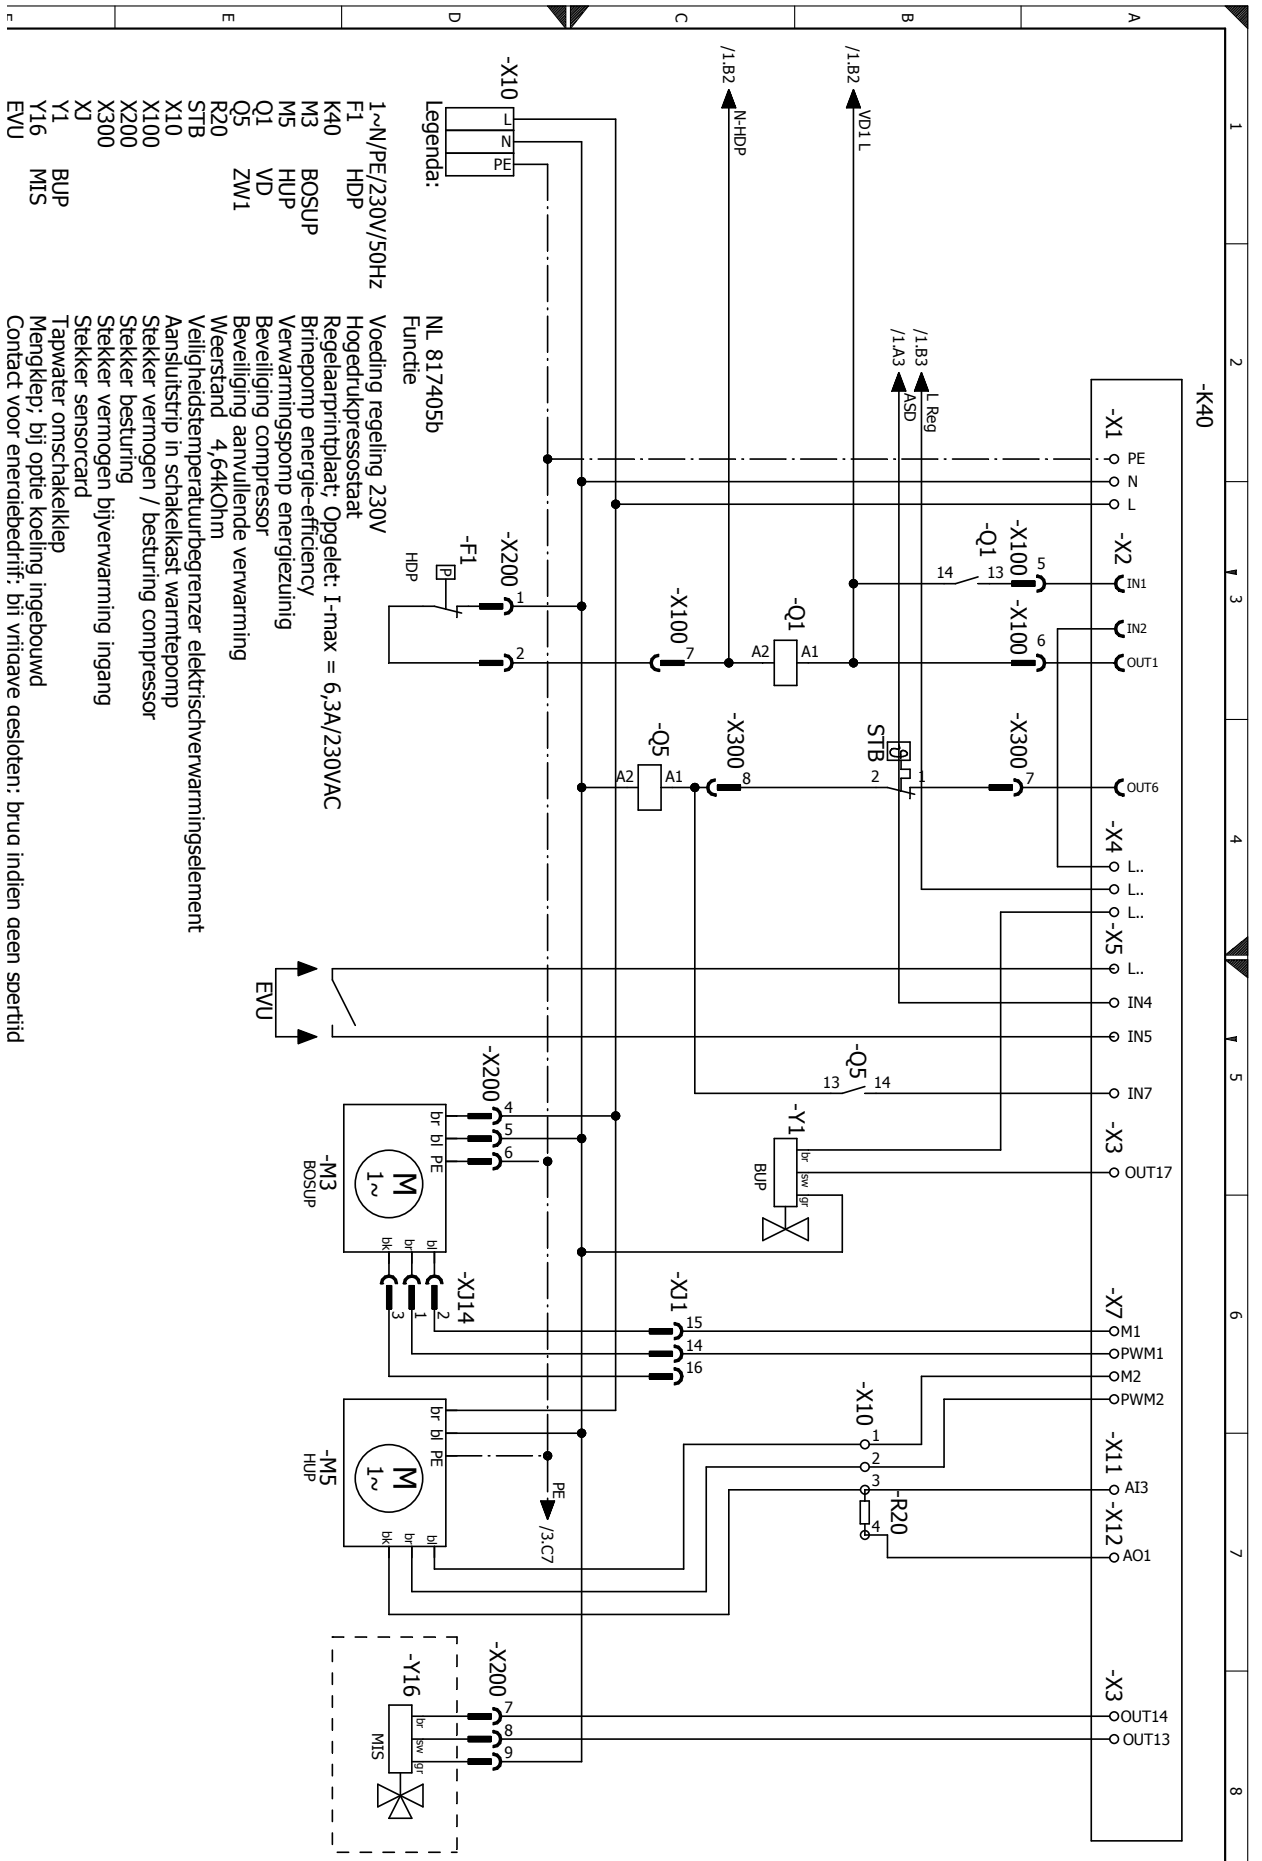 1
2
3
4
5
6
7
8
A
B
C
D
E
-K40
-X1
PE
N
L
-X2
IN1
IN2
OUT1
OUT6
-X4
L..
L..
L..
-X5
L..
IN4
IN5
IN7
-X3
OUT17
-X7
M1
PWM1
M2
PWM2
-X11
AI3
-X12
AO1
-X3
OUT14
OUT13
/1.B2
VD1 L
/1.B2
N-HDP
/1.B3
L Reg
/1.A3
ASD
-X100
5
-Q1
13
14
-X100
6
-Q1
A1
A2
-X100
7
-X300
7
STB
1
2
-X300
8
-Q5
A1
A2
-Q5
14
13
-Y1
br
sw
gr
BUP
-XJ1
15
14
16
-X10
1
2
3
4
-R20
-X10
L
N
PE
-X200
1
2
-F1
P
HDP
EVU
-X200
4
5
6
br
bl
PE
M
1~
-M3
BOSUP
bl
br
bk
-XJ14
2
1
3
br
bl
PE
M
1~
-M5
HUP
bl
br
bk
PE
/3.C7
-X200
7
8
9
-Y16
br
sw
gr
MIS
Legenda:
NL 817405b
Functie
1~N/PE/230V/50Hz Voeding regeling 230V
F1 HDP Hogedrukpressostaat
K40 Regelaarprintplaat; Opgelet: I-max = 6,3A/230VAC
M3 BOSUP Brinepomp energie-efficiency
M5 HUP Verwarmingspomp energiezuinig
Q1 VD Beveiliging compressor
Q5 ZW1 Beveiliging aanvullende verwarming
R20 Weerstand 4,64kOhm
STB Veiligheidstemperatuurbegrenzer elektrischverwarmingselement
X10 Aansluitstrip in schakelkast warmtepomp
X100 Stekker vermogen / besturing compressor
X200 Stekker besturing
X300 Stekker vermogen bijverwarming ingang
XJ Stekker sensorcard
Y1 BUP Tapwater omschakelklep
Y16 MIS Mengklep; bij optie koeling ingebouwd
EVU Contact voor energiebedrijf; bij vrijgave gesloten; brug indien geen spertijd